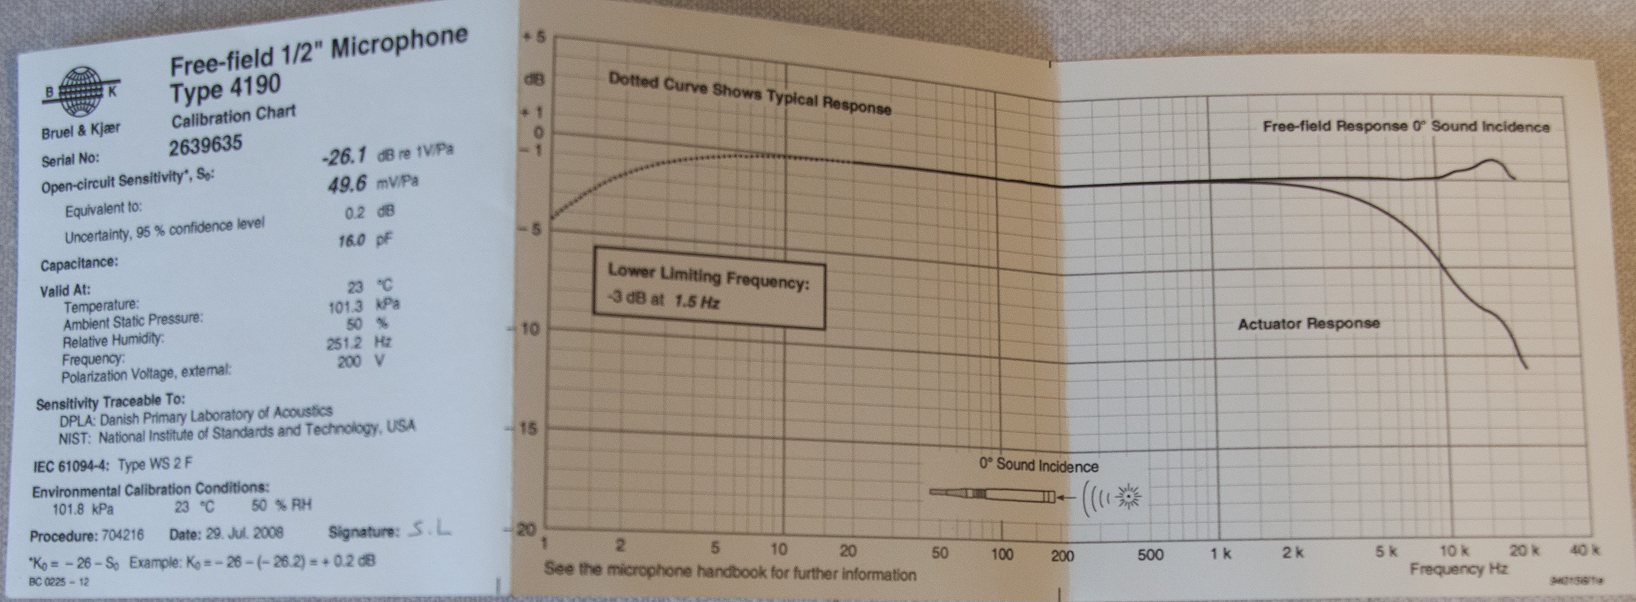 B K
Bruel & Kjær
Free-field 1/2" Microphone
Type 4190
Calibration Chart
Serial No: 2639635
Open-circuit Sensitivity*, S₀: -26.1 dB re 1V/Pa
Equivalent to: 49.6 mV/Pa
Uncertainty, 95 % confidence level 0.2 dB
Capacitance: 16.0 pF
Valid At:
Temperature: 23 °C
Ambient Static Pressure: 101.3 kPa
Relative Humidity: 50 %
Frequency: 251.2 Hz
Polarization Voltage, external: 200 V
Sensitivity Traceable To:
DPLA: Danish Primary Laboratory of Acoustics
NIST: National Institute of Standards and Technology, USA
IEC 61094-4: Type WS 2 F
Environmental Calibration Conditions:
101.8 kPa 23 °C 50 % RH
Procedure: 704216 Date: 29. Jul. 2008 Signature: S.L
*K₀ = – 26 – S₀ Example: K₀ = – 26 – (– 26.2) = + 0.2 dB
BC 0225 – 12
+ 5
dB
+ 1
0
– 1
– 5
– 10
– 15
– 20
Dotted Curve Shows Typical Response
Free-field Response 0° Sound Incidence
Lower Limiting Frequency:
-3 dB at 1.5 Hz
Actuator Response
0° Sound Incidence
1 2 5 10 20 50 100 200 500 1 k 2 k 5 k 10 k 20 k 40 k
See the microphone handbook for further information
Frequency Hz